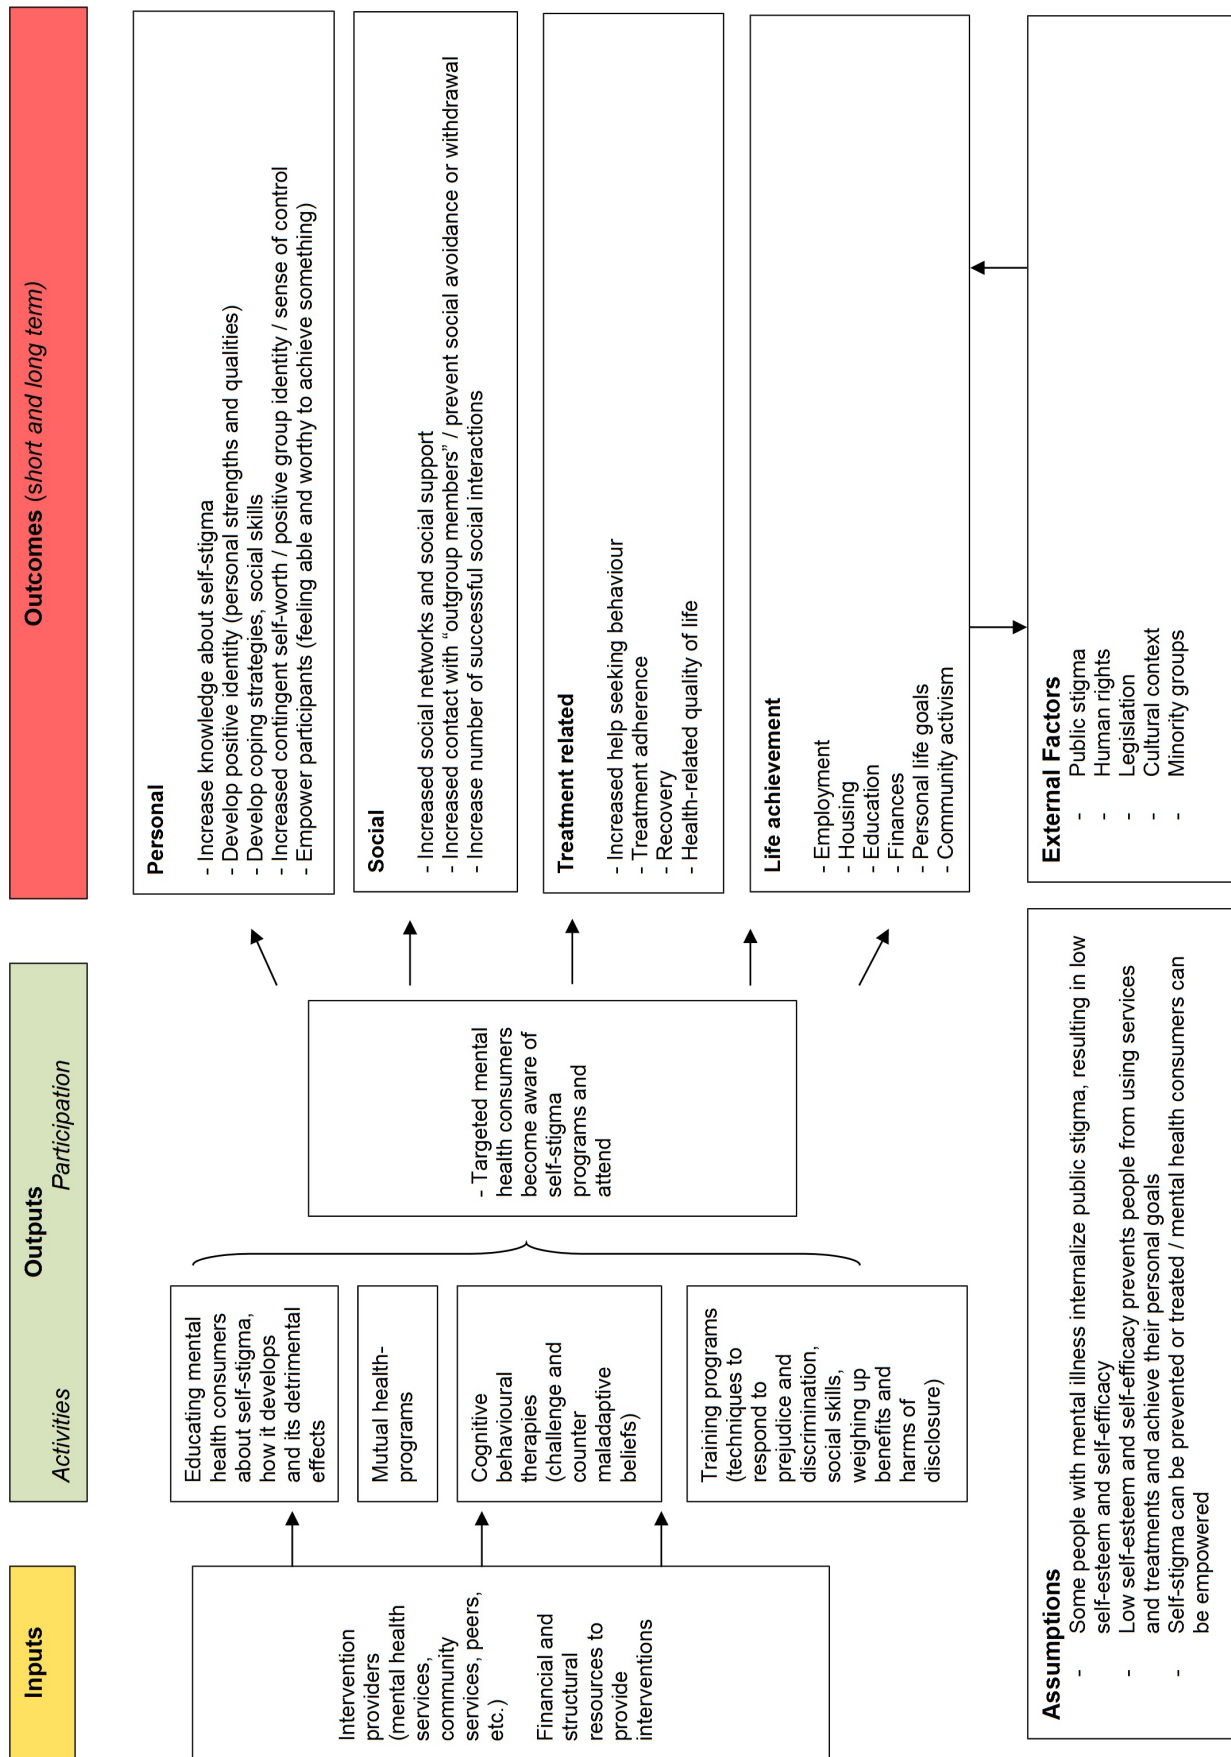 Inputs
Outputs
Activities Participation
Outcomes (short and long term)
Intervention
providers
(mental health
services,
community
services, peers,
etc.)
Financial and
structural
resources to
provide
interventions
Educating mental
health consumers
about self-stigma,
how it develops
and its detrimental
effects
Mutual health-
programs
Cognitive
behavioural
therapies
(challenge and
counter
maladaptive
beliefs)
Training programs
(techniques to
respond to
prejudice and
discrimination,
social skills,
weighing up
benefits and
harms of
disclosure)
- Targeted mental
health consumers
become aware of
self-stigma
programs and
attend
Personal
- Increase knowledge about self-stigma
- Develop positive identity (personal strengths and qualities)
- Develop coping strategies, social skills
- Increased contingent self-worth / positive group identity / sense of control
- Empower participants (feeling able and worthy to achieve something)
Social
- Increased social networks and social support
- Increased contact with “outgroup members” / prevent social avoidance or withdrawal
- Increase number of successful social interactions
Treatment related
- Increased help seeking behaviour
- Treatment adherence
- Recovery
- Health-related quality of life
Life achievement
- Employment
- Housing
- Education
- Finances
- Personal life goals
- Community activism
Assumptions
- Some people with mental illness internalize public stigma, resulting in low
self-esteem and self-efficacy
- Low self-esteem and self-efficacy prevents people from using services
and treatments and achieve their personal goals
- Self-stigma can be prevented or treated / mental health consumers can
be empowered
External Factors
- Public stigma
- Human rights
- Legislation
- Cultural context
- Minority groups